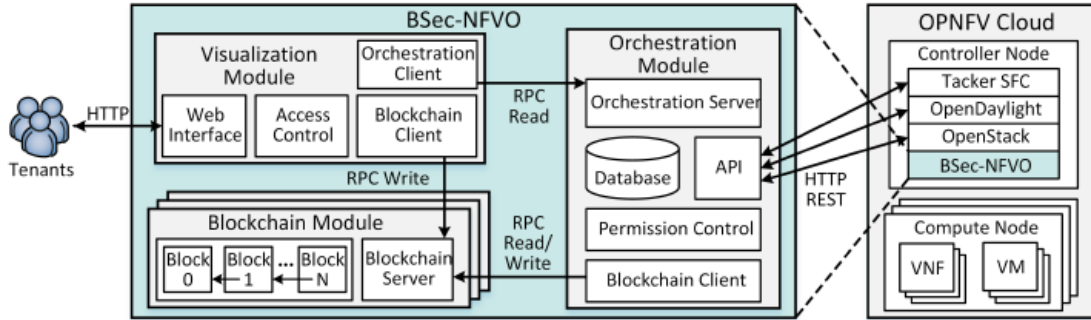 BSec-NFVO
Visualization
Module
Orchestration
Client
Web
Interface
Access
Control
Blockchain
Client
HTTP
Tenants
RPC
Read
RPC Write
Blockchain Module
Block
0
Block
1
...
Block
N
Blockchain
Server
RPC
Read/
Write
Orchestration
Module
Orchestration Server
Database
API
Permission Control
Blockchain Client
HTTP
REST
OPNFV Cloud
Controller Node
Tacker SFC
OpenDaylight
OpenStack
BSec-NFVO
Compute Node
VNF
VM